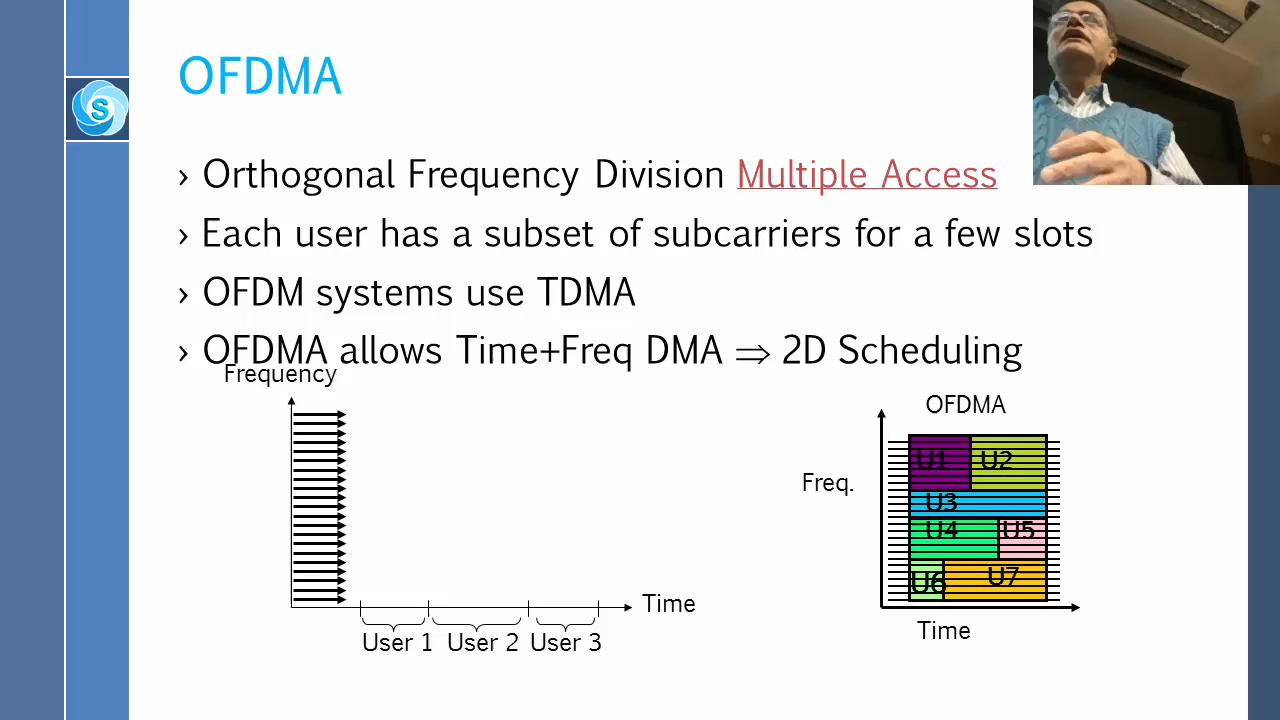 S
OFDMA
› Orthogonal Frequency Division Multiple Access
› Each user has a subset of subcarriers for a few slots
› OFDM systems use TDMA
› OFDMA allows Time+Freq DMA ⇒ 2D Scheduling
Frequency
Time
User 1 User 2 User 3
OFDMA
Freq.
U1 U2
U3
U4 U5
U6 U7
Time